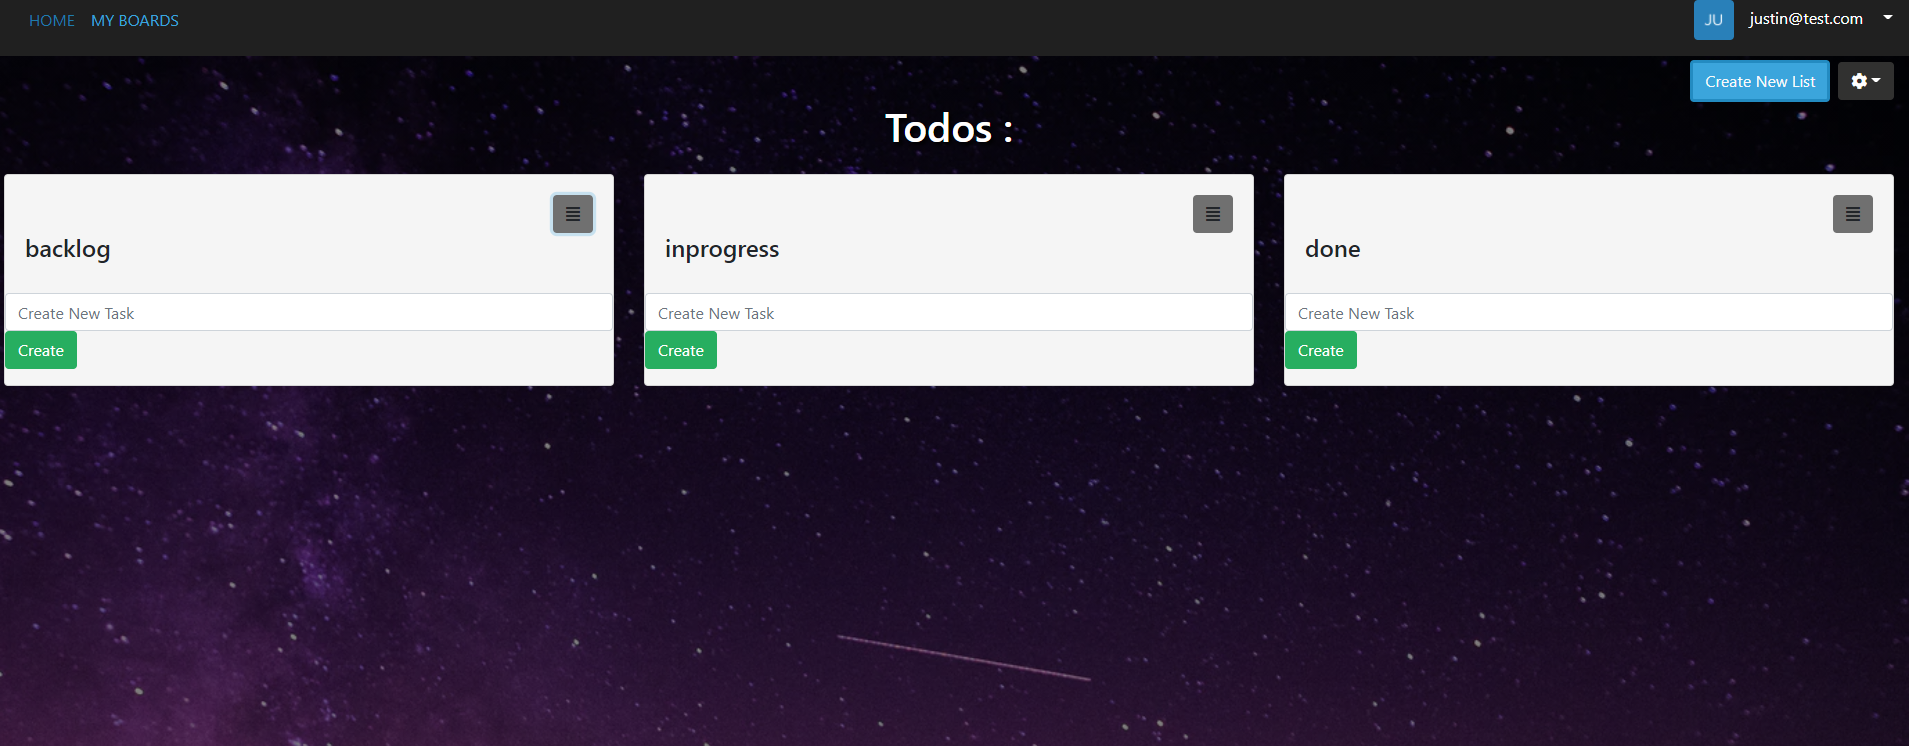 HOME MY BOARDS
JU justin@test.com
Create New List
Todos :
backlog
Create New Task
Create
inprogress
Create New Task
Create
done
Create New Task
Create